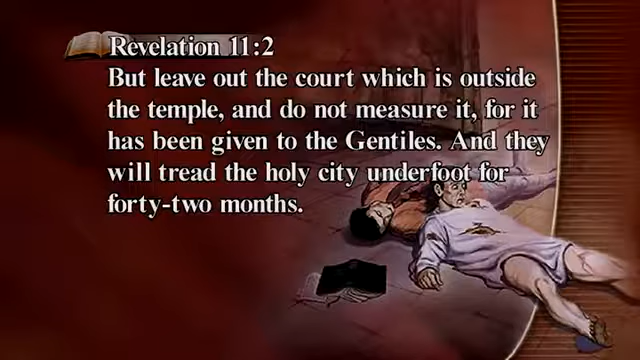 Revelation 11:2
But leave out the court which is outside
the temple, and do not measure it, for it
has been given to the Gentiles. And they
will tread the holy city underfoot for
forty-two months.